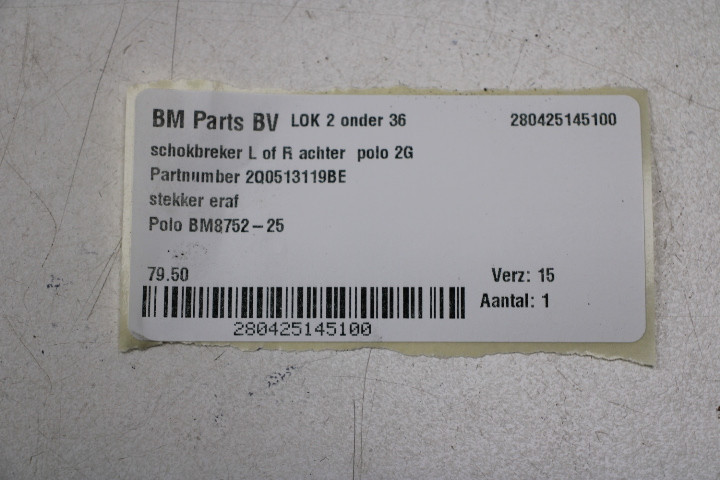 BM Parts BV LOK 2 onder 36 280425145100
schokbreker L of R achter polo 2G
Partnumber 2Q0513119BE
stekker eraf
Polo BM8752-25
79.50 Verz: 15
Aantal: 1
280425145100